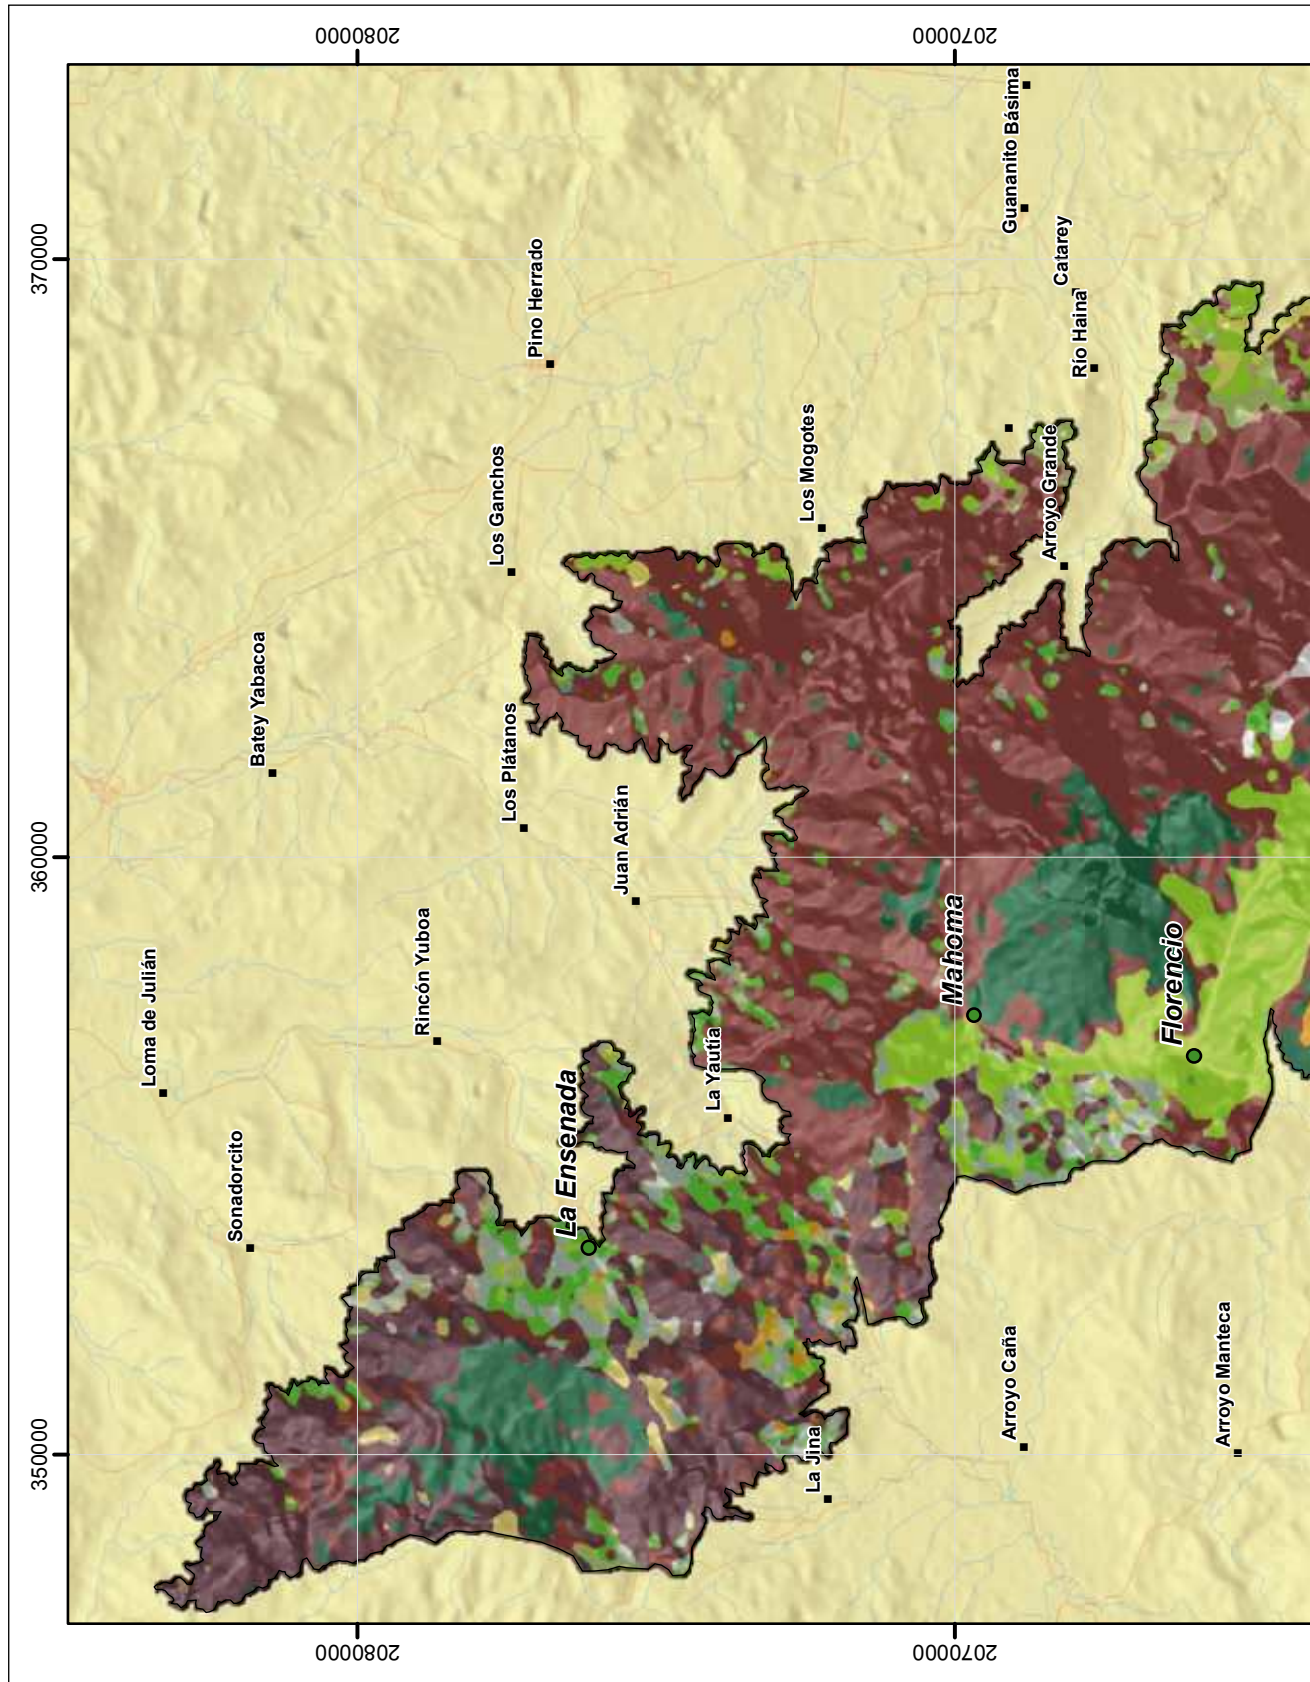 2080000
2070000
370000
360000
350000
Guananito
Básima
Catarey
Río Haina
Pino Herrado
Los Mogotes
Arroyo Grande
Los Ganchos
Batey Yabacoa
Los Plátanos
Juan Adrián
Rincón Yuboa
Loma de Julián
Mahoma
Florencio
La Yautía
La Ensenada
Sonadorcito
La Jina
Arroyo Caña
Arroyo Manteca
2080000
2070000